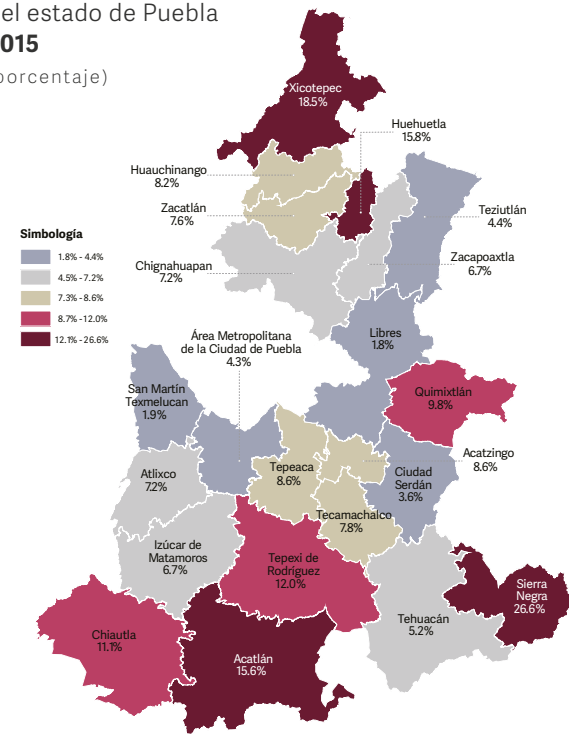 el estado de Puebla
015
porcentaje)
Xicotepec
18.5%
Huehuetla
15.8%
Huauchinango
8.2%
Zacatlán
7.6%
Teziutlán
4.4%
Simbología
1.8% - 4.4%
4.5% - 7.2%
7.3% - 8.6%
8.7% -12.0%
12.1% -26.6%
Chignahuapan
7.2%
Zacapoaxtla
6.7%
Área Metropolitana
de la Ciudad de Puebla
4.3%
Libres
1.8%
San Martín
Texmelucan
1.9%
Quimixtlán
9.8%
Acatzingo
8.6%
Atlixco
7.2%
Tepeaca
8.6%
Ciudad
Serdán
3.6%
Tecamachalco
7.8%
Izúcar de
Matamoros
6.7%
Tepexi de
Rodríguez
12.0%
Sierra
Negra
26.6%
Tehuacán
5.2%
Chiautla
11.1%
Acatlán
15.6%